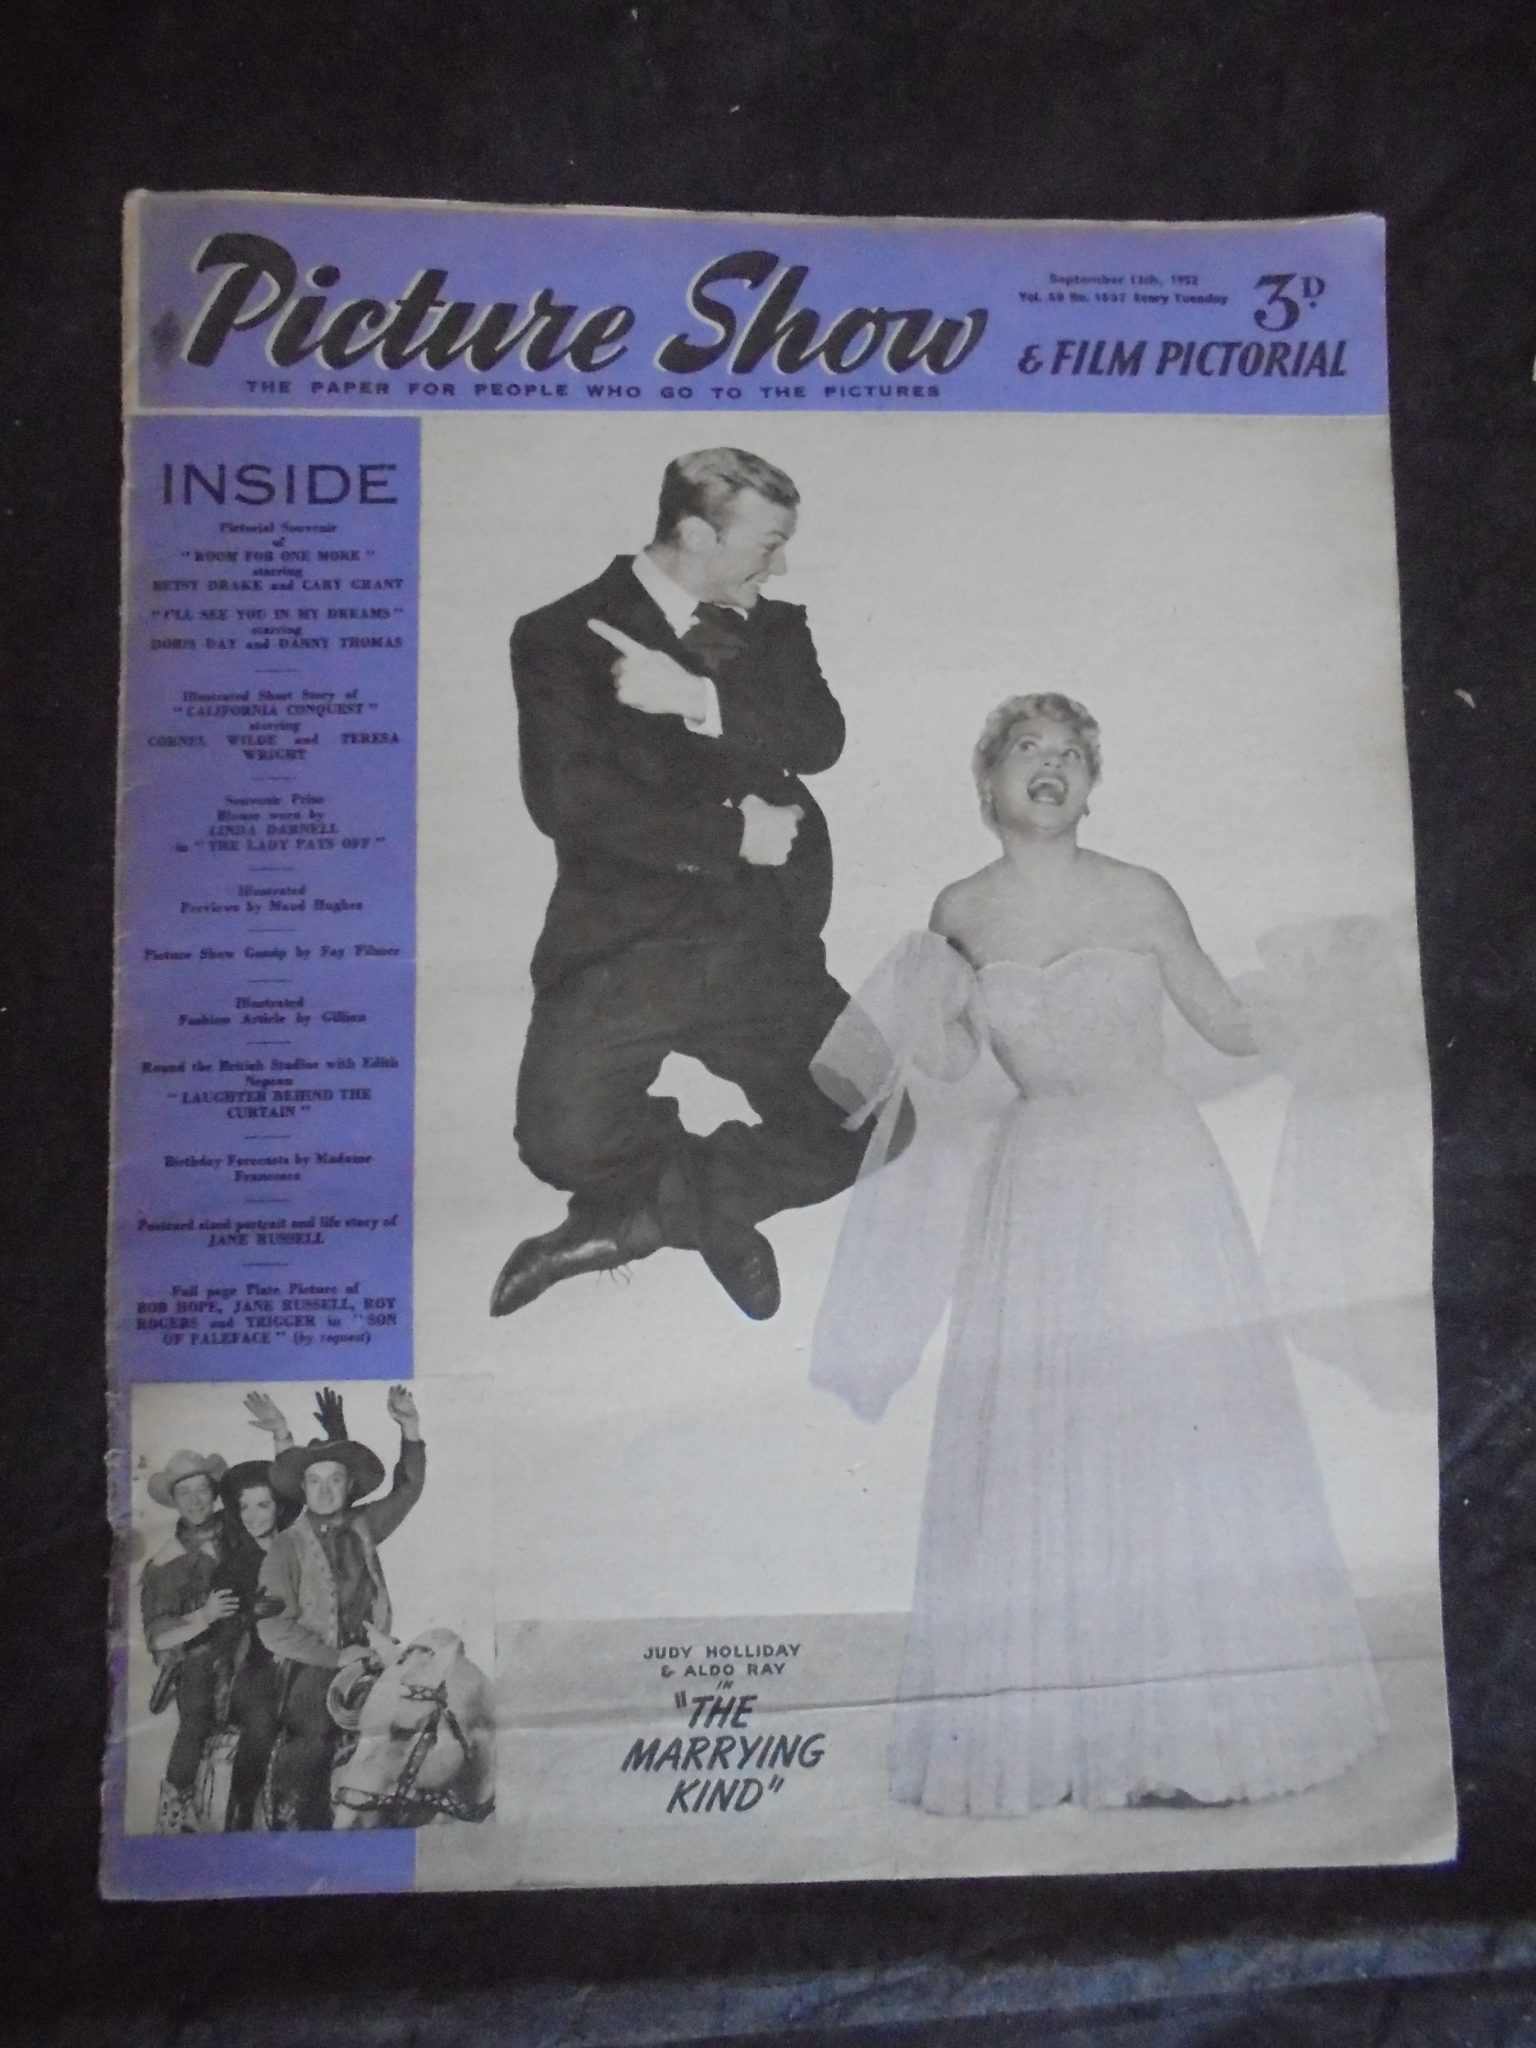 Picture Show
September 13th, 1952
Vol. 59 No. 1537 Every Tuesday
3D.
& FILM PICTORIAL
THE PAPER FOR PEOPLE WHO GO TO THE PICTURES
INSIDE
Pictorial Souvenir
of
"ROOM FOR ONE MORE"
starring
BETSY DRAKE and CARY GRANT
"I'LL SEE YOU IN MY DREAMS"
starring
DORIS DAY and DANNY THOMAS
Illustrated Short Story of
"CALIFORNIA CONQUEST"
starring
CORNEL WILDE and TERESA
WRIGHT
Souvenir Prize
Blouse worn by
LINDA DARNELL
in "THE LADY PAYS OFF"
Illustrated
Previews by Maud Hughes
Picture Show Gossip by Fay Filmer
Illustrated
Fashion Article by Gillian
Round the British Studios with Edith
Nepean
"LAUGHTER BEHIND THE
CURTAIN"
Birthday Forecasts by Madame
Francesca
Postcard sized portrait and life story of
JANE RUSSELL
Full page Plate Picture of
BOB HOPE, JANE RUSSELL, ROY
ROGERS and TRIGGER in "SON
OF PALEFACE" (by request)
JUDY HOLLIDAY
& ALDO RAY
IN
"THE
MARRYING
KIND"